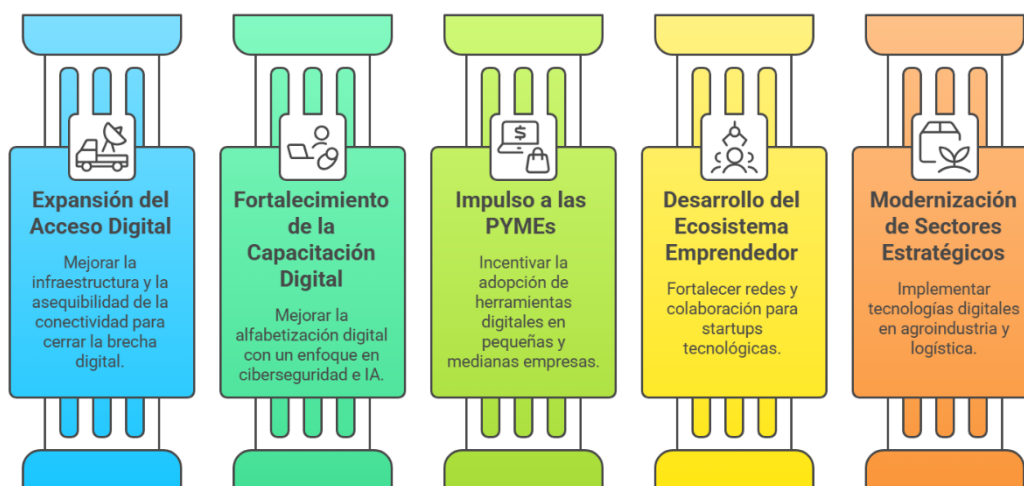 Expansión del
Acceso Digital
Mejorar la
infraestructura y la
asequibilidad de la
conectividad para
cerrar la brecha
digital.
Fortalecimiento
de la
Capacitación
Digital
Mejorar la
alfabetización digital
con un enfoque en
ciberseguridad e IA.
$
Impulso a las
PYMEs
Incentivar la
adopción de
herramientas
digitales en
pequeñas y
medianas empresas.
Desarrollo del
Ecosistema
Emprendedor
Fortalecer redes y
colaboración para
startups
tecnológicas.
Modernización
de Sectores
Estratégicos
Implementar
tecnologías digitales
en agroindustria y
logística.